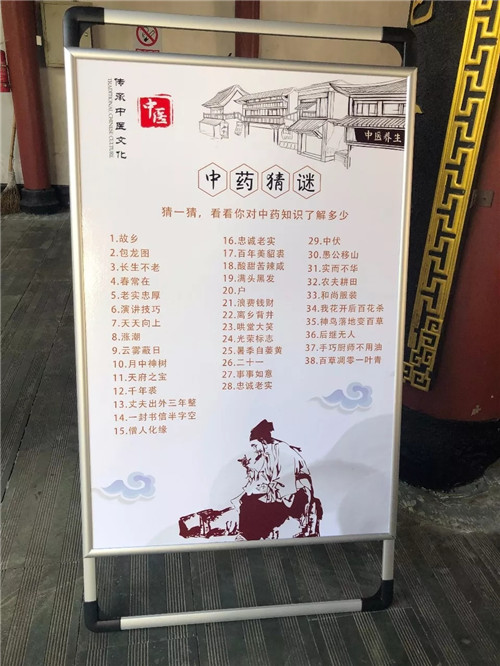 传承中医文化
TRADITIONAL CHINESE CULTURE
中医
中医养生
中药猜谜
猜一猜，看看你对中药知识了解多少
1.故乡
2.包龙图
3.长生不老
4.春常在
5.老实忠厚
6.演讲技巧
7.天天向上
8.涨潮
9.云雾蔽日
10.月中神树
11.天府之宝
12.千年裘
13.丈夫出外三年整
14.一封书信半字空
15.僧人化缘
16.忠诚老实
17.百年美貂裘
18.酸甜苦辣咸
19.满头黑发
20.户
21.浪费钱财
22.离乡背井
23.哄堂大笑
24.光荣标志
25.暑季自萎黄
26.二十一
27.事事如意
28.忠诚老实
29.中伏
30.愚公移山
31.实而不华
32.农夫耕田
33.和尚服装
34.我花开后百花杀
35.神鸟落地变百草
36.后继无人
37.手巧厨师不用油
38.百草凋零一叶青